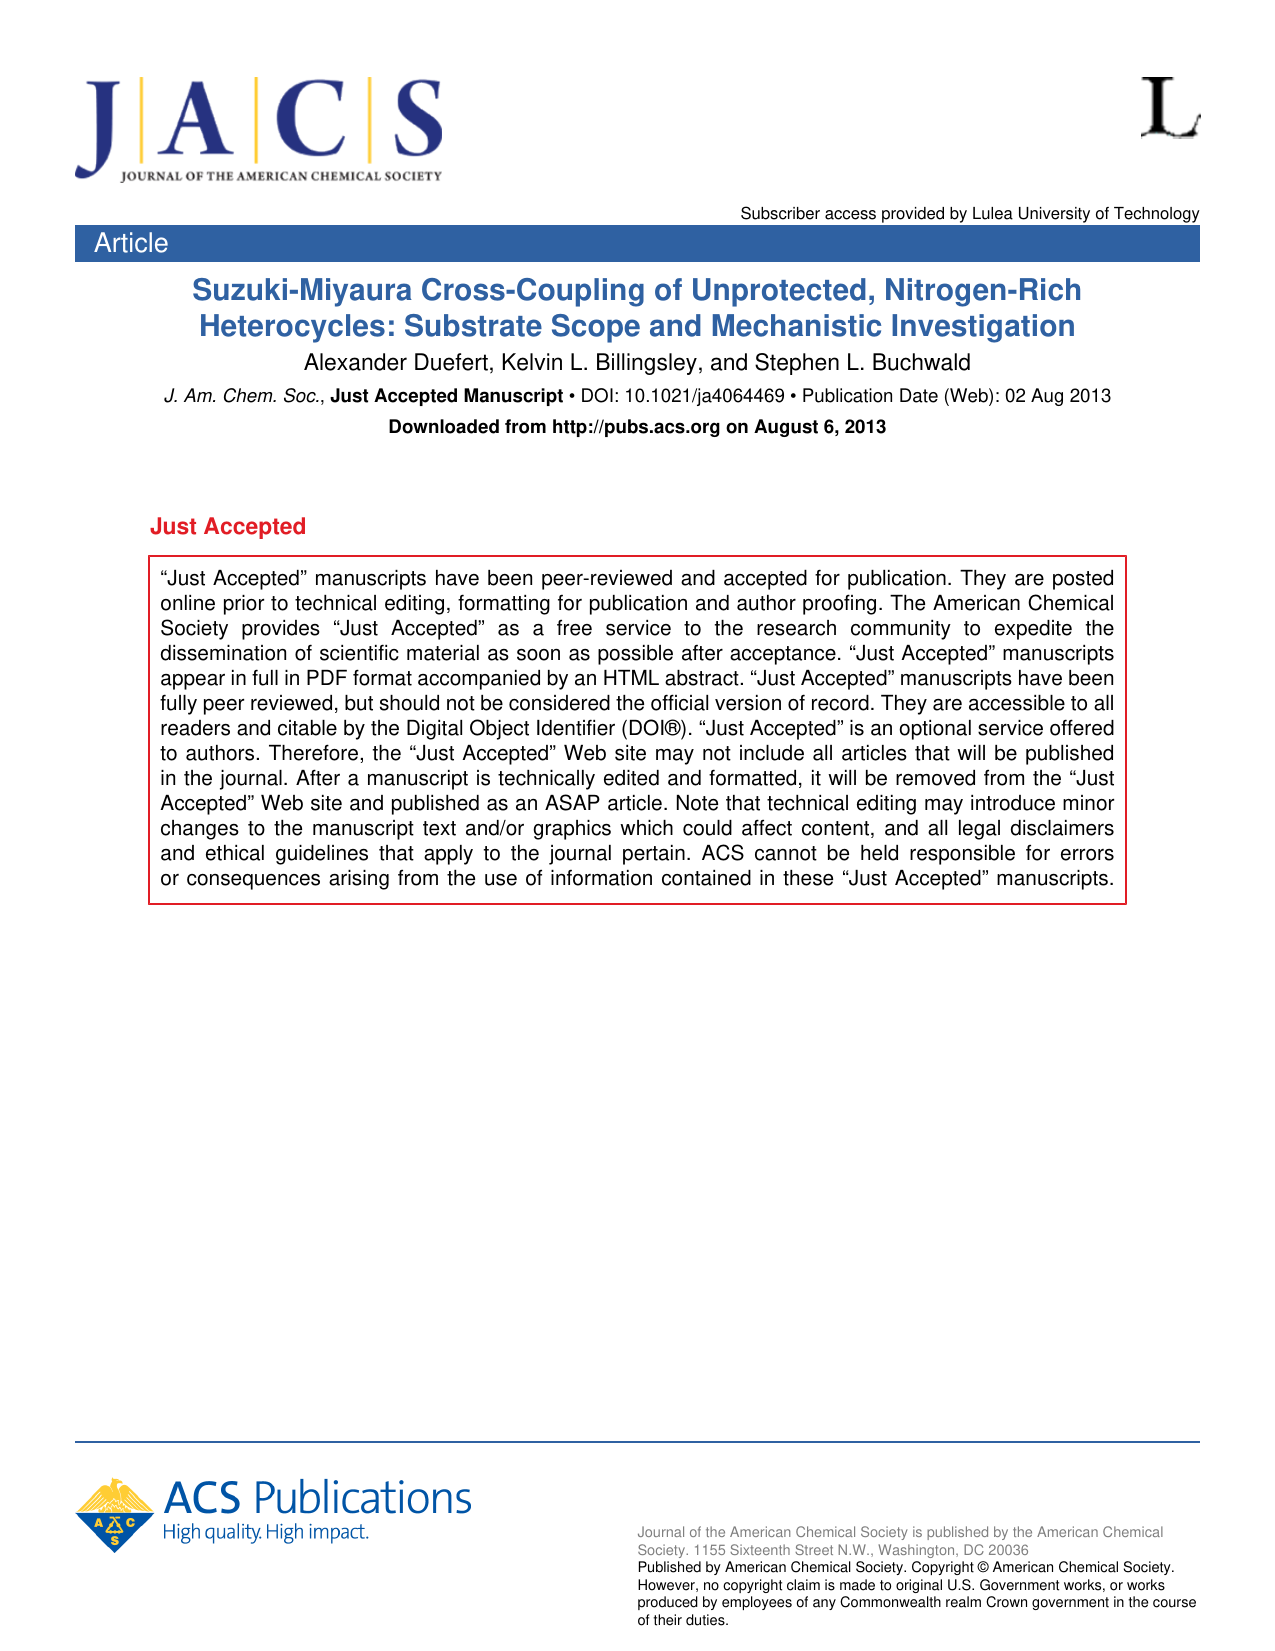 J|A|C|S
JOURNAL OF THE AMERICAN CHEMICAL SOCIETY
L
Subscriber access provided by Lulea University of Technology
Article
Suzuki-Miyaura Cross-Coupling of Unprotected, Nitrogen-Rich
Heterocycles: Substrate Scope and Mechanistic Investigation
Alexander Duefert, Kelvin L. Billingsley, and Stephen L. Buchwald
J. Am. Chem. Soc., Just Accepted Manuscript • DOI: 10.1021/ja4064469 • Publication Date (Web): 02 Aug 2013
Downloaded from http://pubs.acs.org on August 6, 2013
Just Accepted
“Just Accepted” manuscripts have been peer-reviewed and accepted for publication. They are posted
online prior to technical editing, formatting for publication and author proofing. The American Chemical
Society provides “Just Accepted” as a free service to the research community to expedite the
dissemination of scientific material as soon as possible after acceptance. “Just Accepted” manuscripts
appear in full in PDF format accompanied by an HTML abstract. “Just Accepted” manuscripts have been
fully peer reviewed, but should not be considered the official version of record. They are accessible to all
readers and citable by the Digital Object Identifier (DOI®). “Just Accepted” is an optional service offered
to authors. Therefore, the “Just Accepted” Web site may not include all articles that will be published
in the journal. After a manuscript is technically edited and formatted, it will be removed from the “Just
Accepted” Web site and published as an ASAP article. Note that technical editing may introduce minor
changes to the manuscript text and/or graphics which could affect content, and all legal disclaimers
and ethical guidelines that apply to the journal pertain. ACS cannot be held responsible for errors
or consequences arising from the use of information contained in these “Just Accepted” manuscripts.
A C S
ACS Publications
High quality. High impact.
Journal of the American Chemical Society is published by the American Chemical
Society. 1155 Sixteenth Street N.W., Washington, DC 20036
Published by American Chemical Society. Copyright © American Chemical Society.
However, no copyright claim is made to original U.S. Government works, or works
produced by employees of any Commonwealth realm Crown government in the course
of their duties.